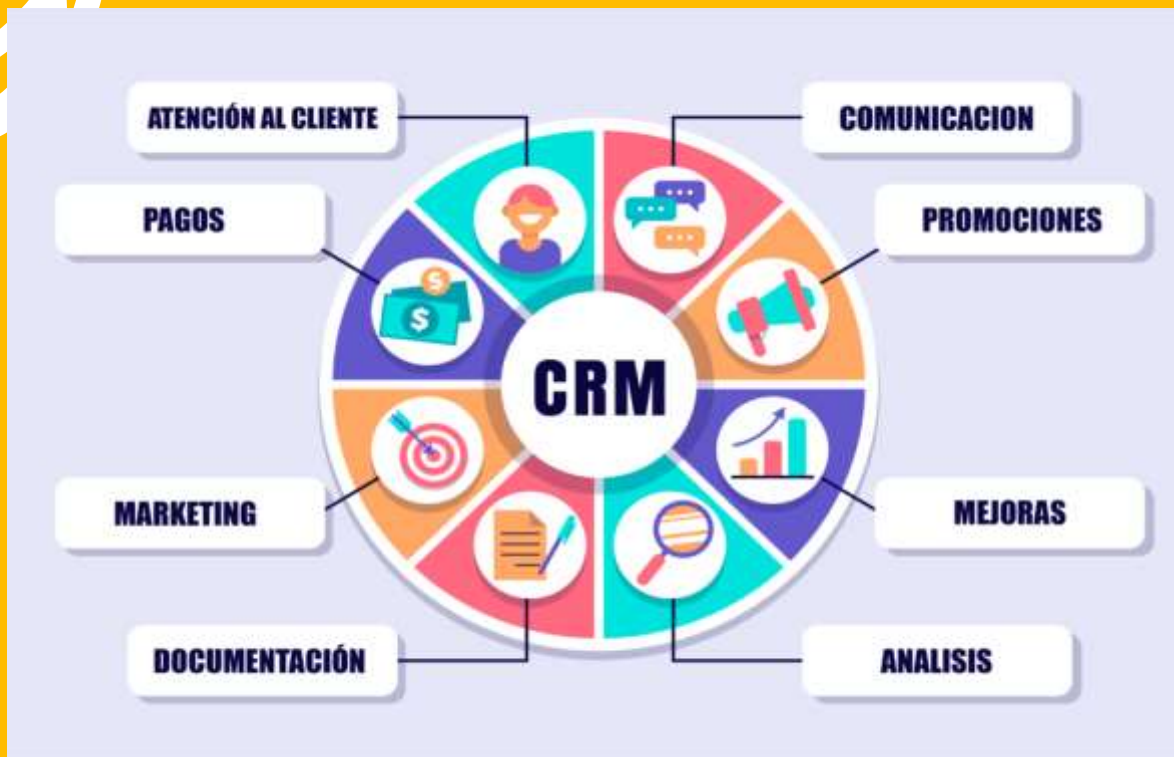 ATENCIÓN AL CLIENTE
COMUNICACION
PAGOS
PROMOCIONES
$
$
CRM
MARKETING
MEJORAS
DOCUMENTACIÓN
ANALISIS